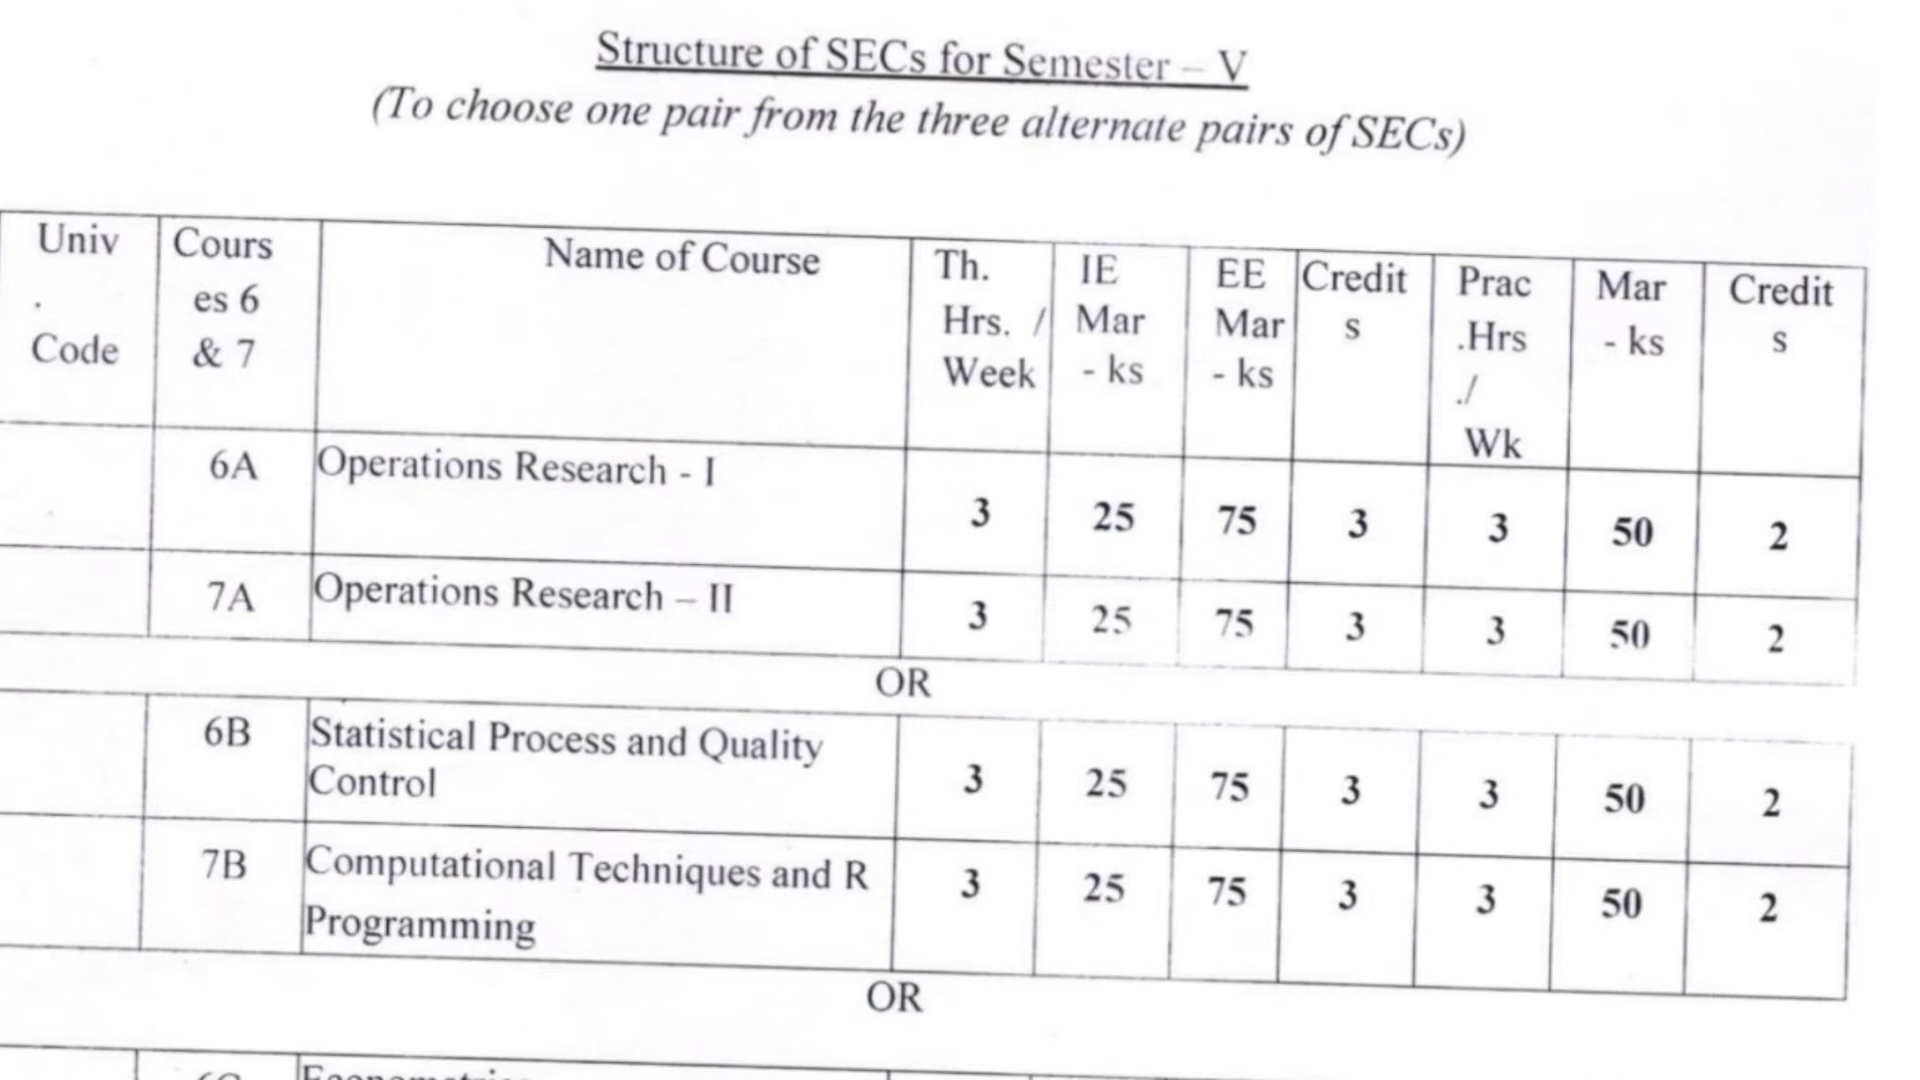 Structure of SECs for Semester – V
(To choose one pair from the three alternate pairs of SECs)
Univ . Code | Cours es 6 & 7 | Name of Course | Th. Hrs. / Week | IE Mar - ks | EE Mar - ks | Credit s | Prac .Hrs ./ Wk | Mar - ks | Credit s
6A Operations Research - I 3 25 75 3 3 50 2
7A Operations Research – II 3 25 75 3 3 50 2
OR
6B Statistical Process and Quality
Control 3 25 75 3 3 50 2
7B Computational Techniques and R
Programming 3 25 75 3 3 50 2
OR